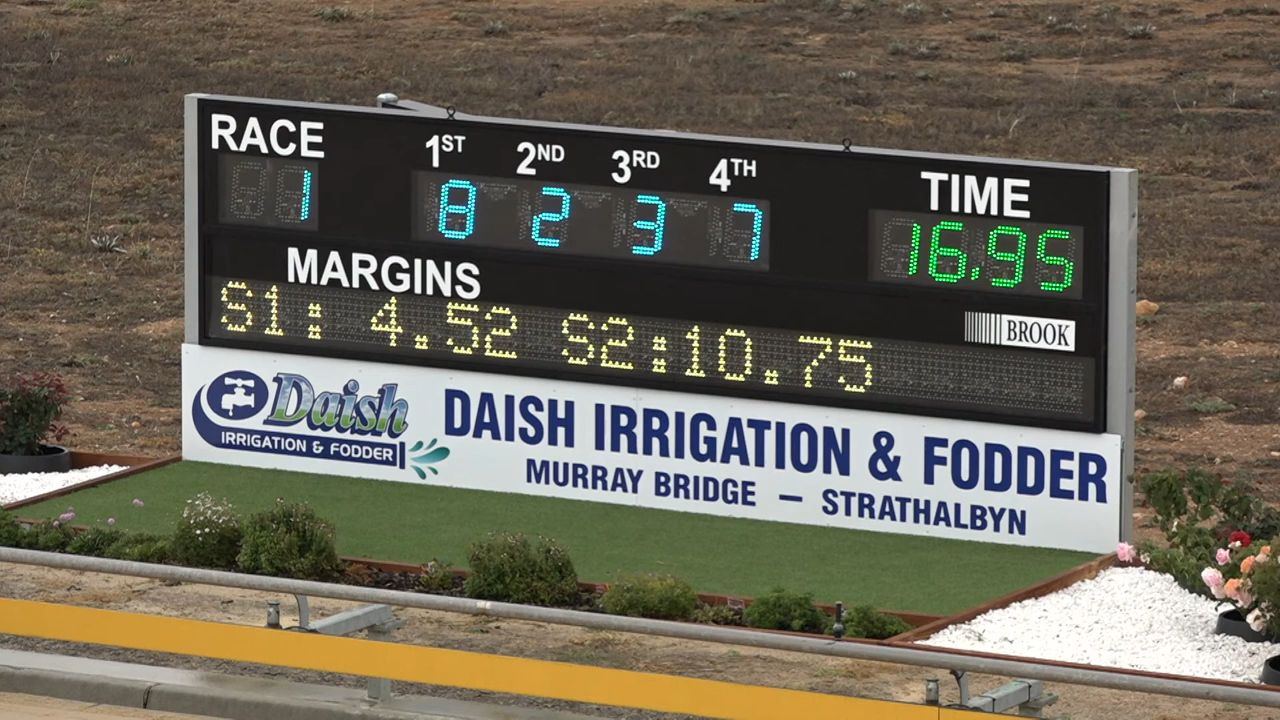 RACE 1ST 2ND 3RD 4TH TIME
1 8 2 3 7 16.95
MARGINS
S1: 4.52 S2:10.75
BROOK
Daish
IRRIGATION & FODDER
DAISH IRRIGATION & FODDER
MURRAY BRIDGE – STRATHALBYN